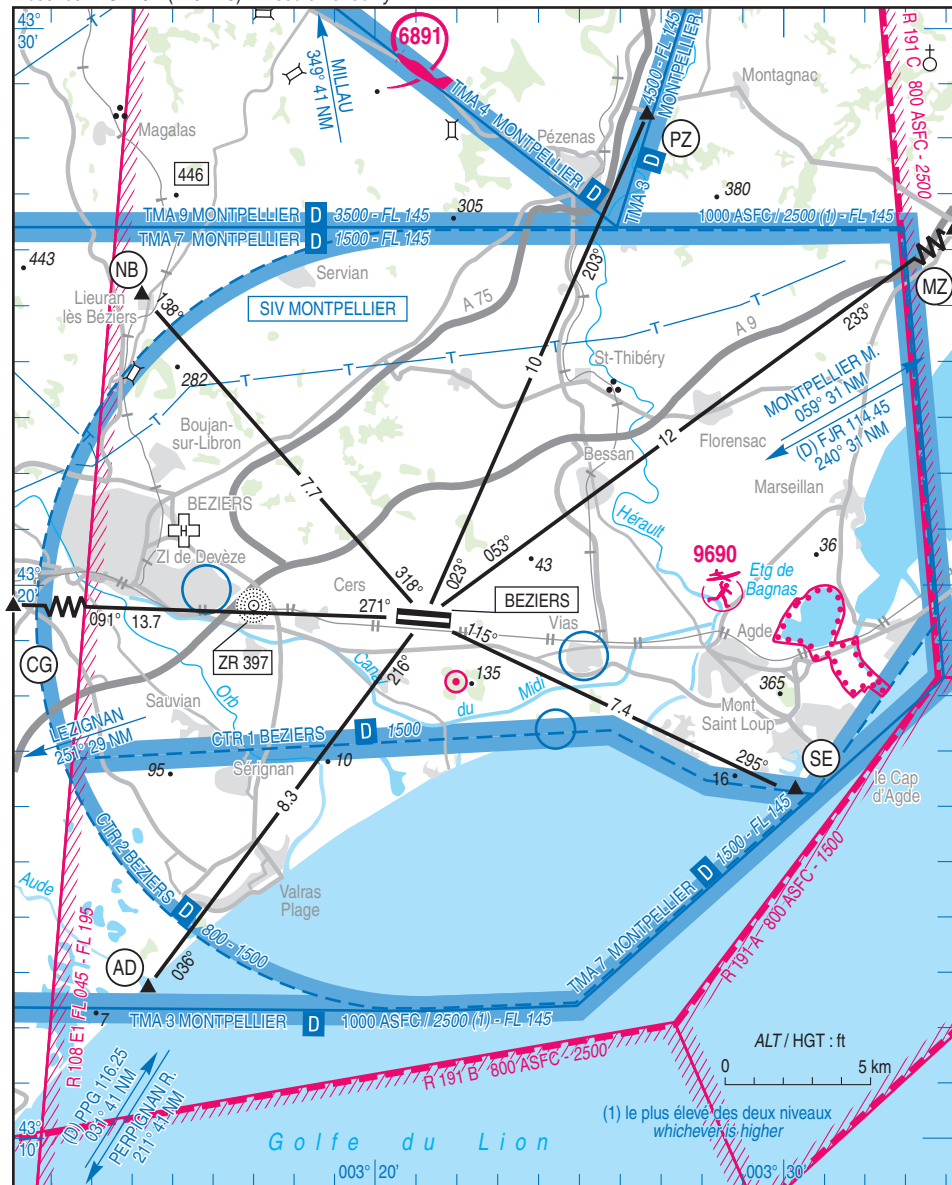 43°
30'
6891
MILLAU
349° 41 NM
4500 - FL 145
MONTPELLIER
R 191 C
800 ASFC - 2500
Montagnac
Magalas
TMA 4 MONTPELLIER
D
Pézenas
PZ
TMA 3
D
446
305
380
TMA 9 MONTPELLIER D 3500 - FL 145
1000 ASFC / 2500 (1) - FL 145
TMA 7 MONTPELLIER D 1500 - FL 145
443
NB
Servian
203°
MZ
138°
Lieuran
lès Béziers
SIV MONTPELLIER
A 75
A 9
233°
T
T
T
T
T
T
282
10
St-Thibéry
MONTPELLIER M.
059° 31 NM
(D) FJR 114.45
240° 31 NM
Boujan-
sur-Libron
12
Florensac
Bessan
7.7
Marseillan
BEZIERS
H
Hérault
ZI de Devèze
053°
023°
318°
43
9690
36
Etg de
Bagnas
43°
20'
Cers
271°
BEZIERS
091°
13.7
115°
Vias
Agde
ZR 397
CG
216°
Canal
du
Midi
135
365
Sauvian
Orb
7.4
Mont
Saint Loup
LEZIGNAN
251° 29 NM
CTR 1 BEZIERS D 1500
295°
SE
95
Sérignan
10
16
le Cap
d'Agde
8.3
CTR 2 BEZIERS
D
800 - 1500
TMA 7 MONTPELLIER
D
1500 - FL 145
Aude
Valras
Plage
R 191 A 800 ASFC - 1500
AD
036°
R 108 E1 FL 045 - FL 195
7
TMA 3 MONTPELLIER D 1000 ASFC / 2500 (1) - FL 145
ALT / HGT : ft
0
5 km
R 191 B 800 ASFC - 2500
(D) PPG 116.25
031° 41 NM
PERPIGNAN R.
211° 41 NM
(1) le plus élevé des deux niveaux
whichever is higher
43°
10'
Golfe du Lion
003° 20'
003° 30'